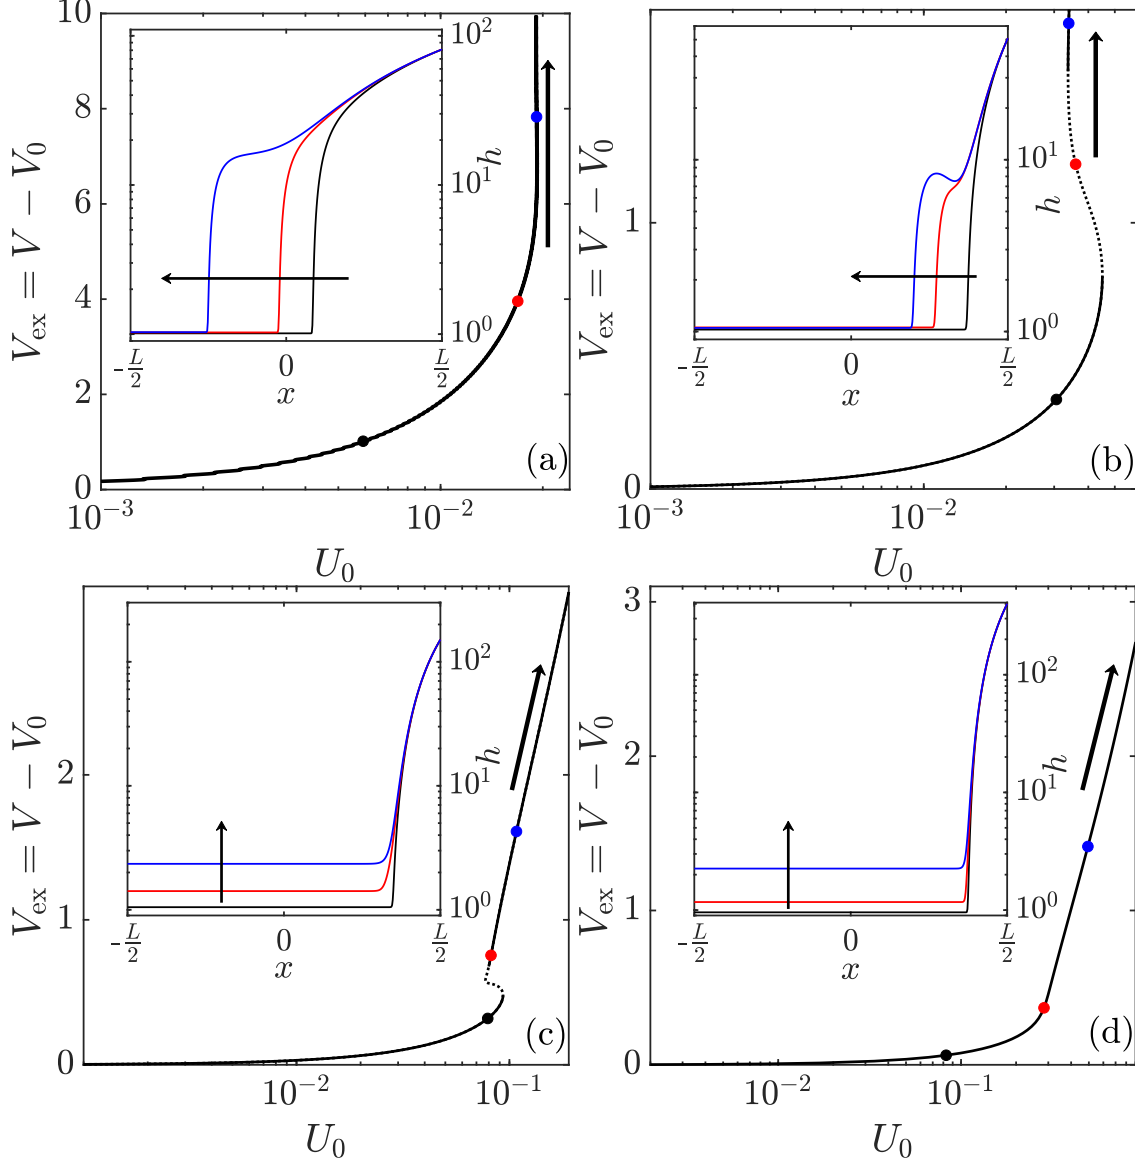 10
8
6
4
2
0
V_ex = V − V_0
10^2
10^1
10^0
h
−L/2
0
L/2
x
(a)
10^−3
10^−2
U_0
1
0
V_ex = V − V_0
10^1
10^0
h
−L/2
0
L/2
x
(b)
10^−3
10^−2
U_0
2
1
0
V_ex = V − V_0
10^2
10^1
10^0
h
−L/2
0
L/2
x
(c)
10^−2
10^−1
U_0
3
2
1
0
V_ex = V − V_0
10^2
10^1
10^0
h
−L/2
0
L/2
x
(d)
10^−2
10^−1
U_0